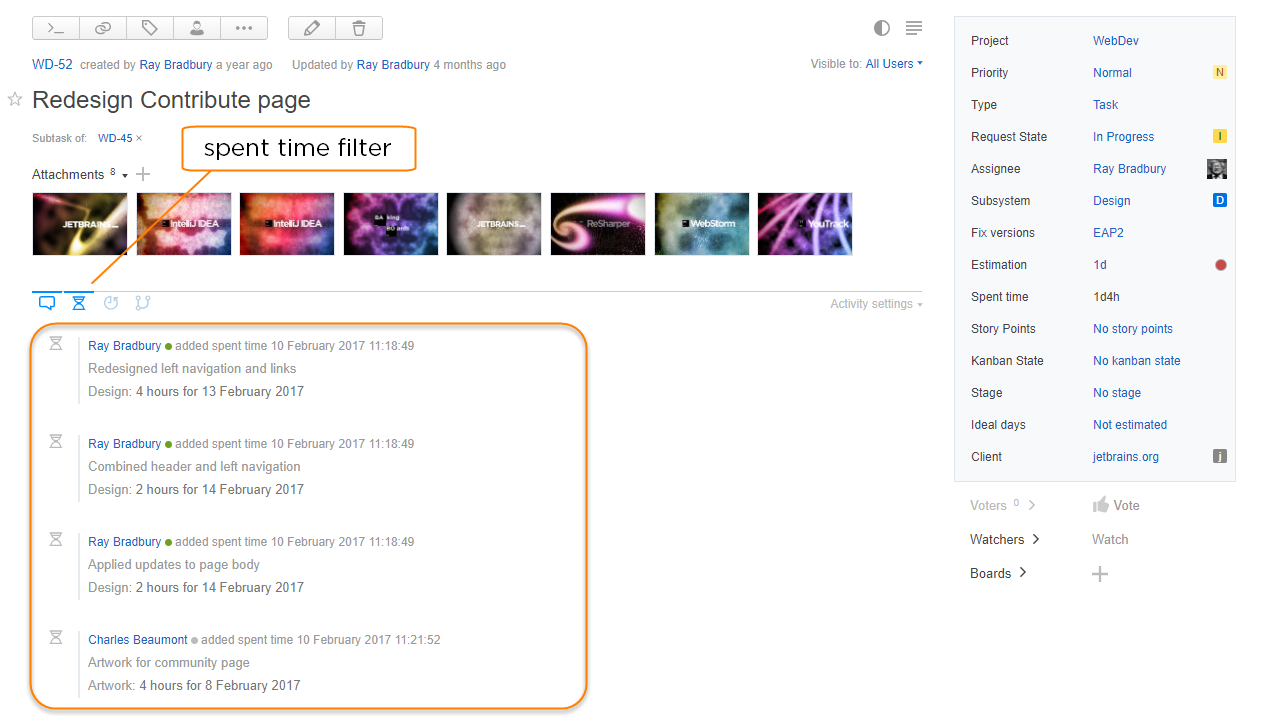 WD-52 created by Ray Bradbury a year ago Updated by Ray Bradbury 4 months ago
Visible to: All Users
Redesign Contribute page
Subtask of: WD-45 ×
spent time filter
Attachments 8
JETBRAINS
IntelliJ IDEA
IntelliJ IDEA
JETBRAINS
ReSharper
WebStorm
YouTrack
Activity settings
Ray Bradbury added spent time 10 February 2017 11:18:49
Redesigned left navigation and links
Design: 4 hours for 13 February 2017
Ray Bradbury added spent time 10 February 2017 11:18:49
Combined header and left navigation
Design: 2 hours for 14 February 2017
Ray Bradbury added spent time 10 February 2017 11:18:49
Applied updates to page body
Design: 2 hours for 14 February 2017
Charles Beaumont added spent time 10 February 2017 11:21:52
Artwork for community page
Artwork: 4 hours for 8 February 2017
Project WebDev
Priority Normal N
Type Task
Request State In Progress I
Assignee Ray Bradbury
Subsystem Design D
Fix versions EAP2
Estimation 1d
Spent time 1d4h
Story Points No story points
Kanban State No kanban state
Stage No stage
Ideal days Not estimated
Client jetbrains.org j
Voters 0 Vote
Watchers Watch
Boards